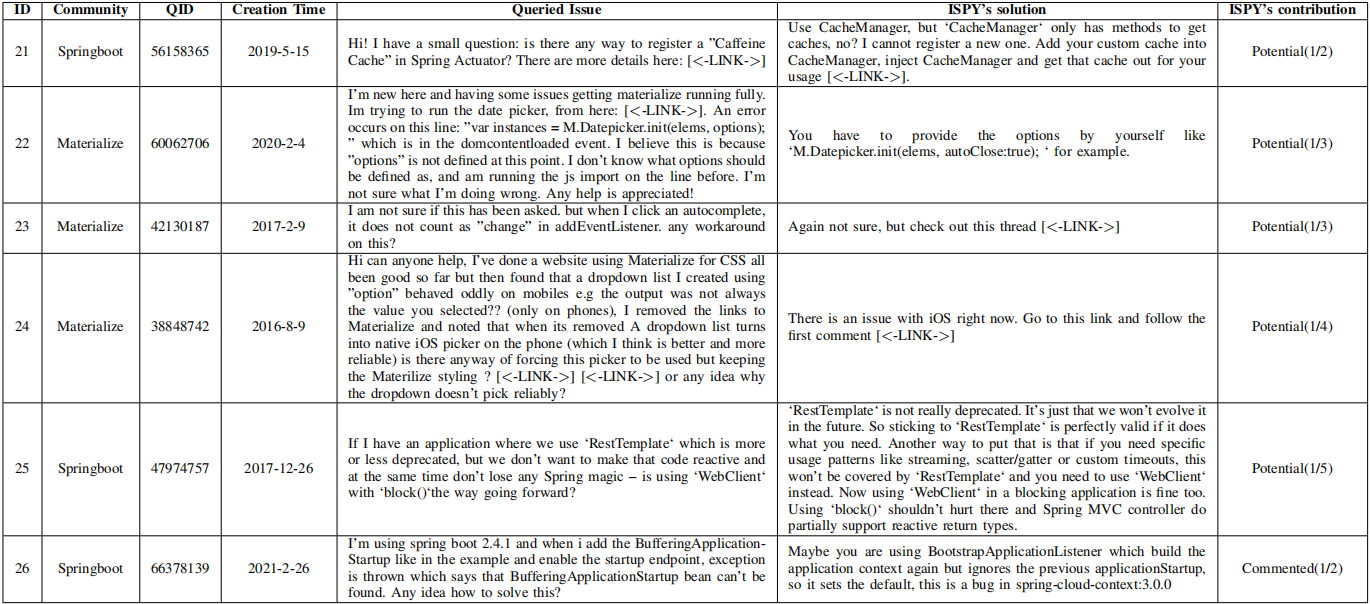 ID Community QID Creation Time Queried Issue ISPY's solution ISPY's contribution
21 Springboot 56158365 2019-5-15
Hi! I have a small question: is there any way to register a "Caffeine
Cache" in Spring Actuator? There are more details here: [<-LINK->]
Use CacheManager, but ‘CacheManager‘ only has methods to get
caches, no? I cannot register a new one. Add your custom cache into
CacheManager, inject CacheManager and get that cache out for your
usage [<-LINK->].
Potential(1/2)
22 Materialize 60062706 2020-2-4
I'm new here and having some issues getting materialize running fully.
Im trying to run the date picker, from here: [<-LINK->]. An error
occurs on this line: "var instances = M.Datepicker.init(elems, options);
" which is in the domcontentloaded event. I believe this is because
"options" is not defined at this point. I don't know what options should
be defined as, and am running the js import on the line before. I'm
not sure what I'm doing wrong. Any help is appreciated!
You have to provide the options by yourself like
‘M.Datepicker.init(elems, autoClose:true); ‘ for example.
Potential(1/3)
23 Materialize 42130187 2017-2-9
I am not sure if this has been asked. but when I click an autocomplete,
it does not count as "change" in addEventListener. any workaround
on this?
Again not sure, but check out this thread [<-LINK->]
Potential(1/3)
24 Materialize 38848742 2016-8-9
Hi can anyone help, I've done a website using Materialize for CSS all
been good so far but then found that a dropdown list I created using
"option" behaved oddly on mobiles e.g the output was not always
the value you selected?? (only on phones), I removed the links to
Materialize and noted that when its removed A dropdown list turns
into native iOS picker on the phone (which I think is better and more
reliable) is there anyway of forcing this picker to be used but keeping
the Materilize styling ? [<-LINK->] [<-LINK->] or any idea why
the dropdown doesn't pick reliably?
There is an issue with iOS right now. Go to this link and follow the
first comment [<-LINK->]
Potential(1/4)
25 Springboot 47974757 2017-12-26
If I have an application where we use ‘RestTemplate‘ which is more
or less deprecated, but we don't want to make that code reactive and
at the same time don't lose any Spring magic – is using ‘WebClient‘
with ‘block()‘the way going forward?
‘RestTemplate‘ is not really deprecated. It's just that we won't evolve it
in the future. So sticking to ‘RestTemplate‘ is perfectly valid if it does
what you need. Another way to put that is that if you need specific
usage patterns like streaming, scatter/gatter or custom timeouts, this
won't be covered by ‘RestTemplate‘ and you need to use ‘WebClient‘
instead. Now using ‘WebClient‘ in a blocking application is fine too.
Using ‘block()‘ shouldn't hurt there and Spring MVC controller do
partially support reactive return types.
Potential(1/5)
26 Springboot 66378139 2021-2-26
I'm using spring boot 2.4.1 and when i add the BufferingApplication-
Startup like in the example and enable the startup endpoint, exception
is thrown which says that BufferingApplicationStartup bean can't be
found. Any idea how to solve this?
Maybe you are using BootstrapApplicationListener which build the
application context again but ignores the previous applicationStartup,
so it sets the default, this is a bug in spring-cloud-context:3.0.0
Commented(1/2)